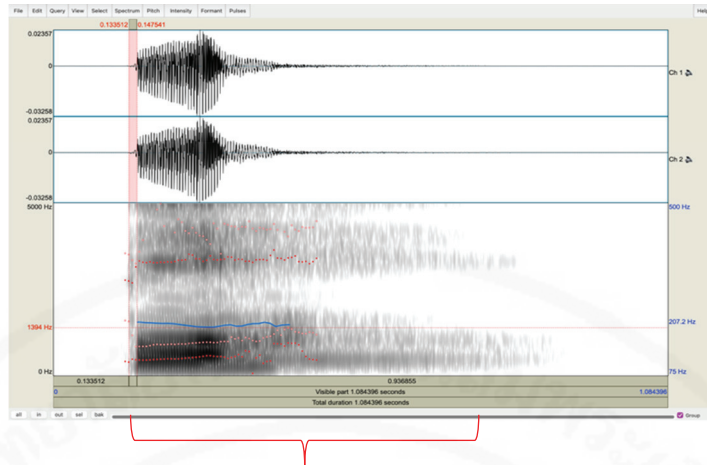 File Edit Query View Select Spectrum Pitch Intensity Formant Pulses Help
0.133512 0.147541
0.02357
0
Ch 1
-0.03258
0.02357
0
Ch 2
-0.03258
5000 Hz 500 Hz
1394 Hz 207.2 Hz
0 Hz 75 Hz
0.133512 0.936855
0 Visible part 1.084396 seconds 1.084396
Total duration 1.084396 seconds
all in out sel bak Group